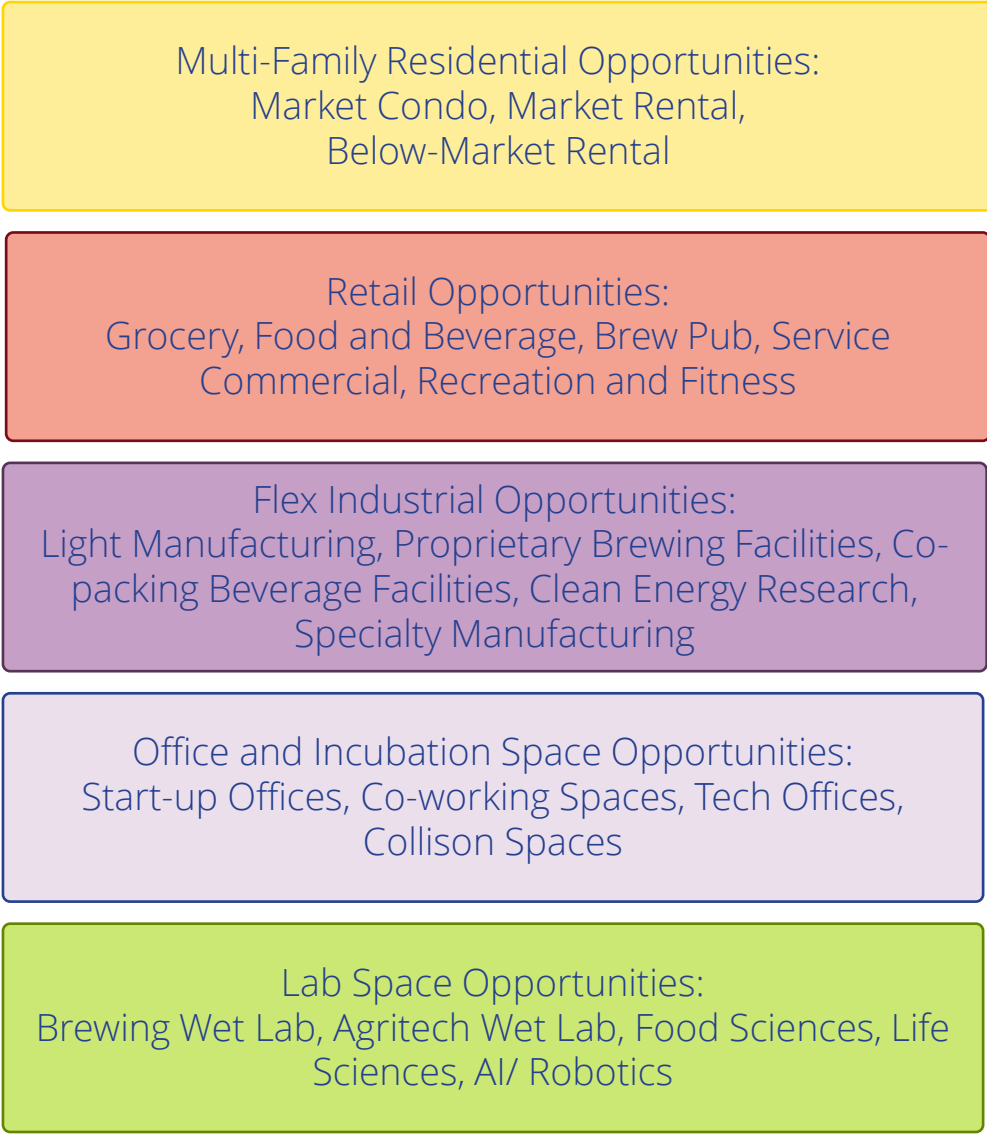 Multi-Family Residential Opportunities:
Market Condo, Market Rental,
Below-Market Rental
Retail Opportunities:
Grocery, Food and Beverage, Brew Pub, Service
Commercial, Recreation and Fitness
Flex Industrial Opportunities:
Light Manufacturing, Proprietary Brewing Facilities, Co-
packing Beverage Facilities, Clean Energy Research,
Specialty Manufacturing
Office and Incubation Space Opportunities:
Start-up Offices, Co-working Spaces, Tech Offices,
Collison Spaces
Lab Space Opportunities:
Brewing Wet Lab, Agritech Wet Lab, Food Sciences, Life
Sciences, AI/ Robotics